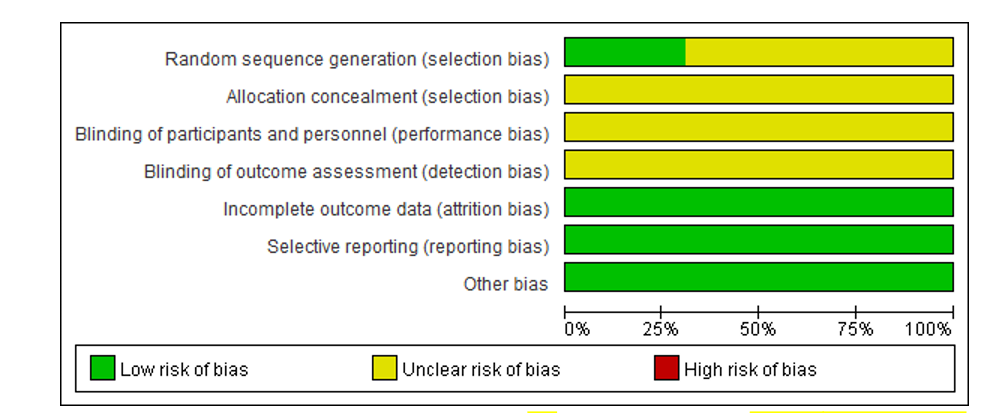 Random sequence generation (selection bias)
Allocation concealment (selection bias)
Blinding of participants and personnel (performance bias)
Blinding of outcome assessment (detection bias)
Incomplete outcome data (attrition bias)
Selective reporting (reporting bias)
Other bias
0% 25% 50% 75% 100%
Low risk of bias Unclear risk of bias High risk of bias